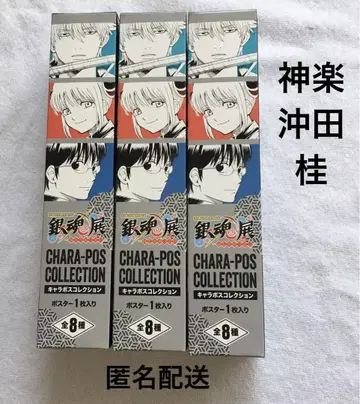 神楽
沖田
桂
銀魂展
CHARA-POS
COLLECTION
キャラポスコレクション
ポスター1枚入り
全8種
銀魂展
CHARA-POS
COLLECTION
キャラポスコレクション
ポスター1枚入り
全8種
銀魂展
CHARA-POS
COLLECTION
キャラポスコレクション
ポスター1枚入り
全8種
匿名配送